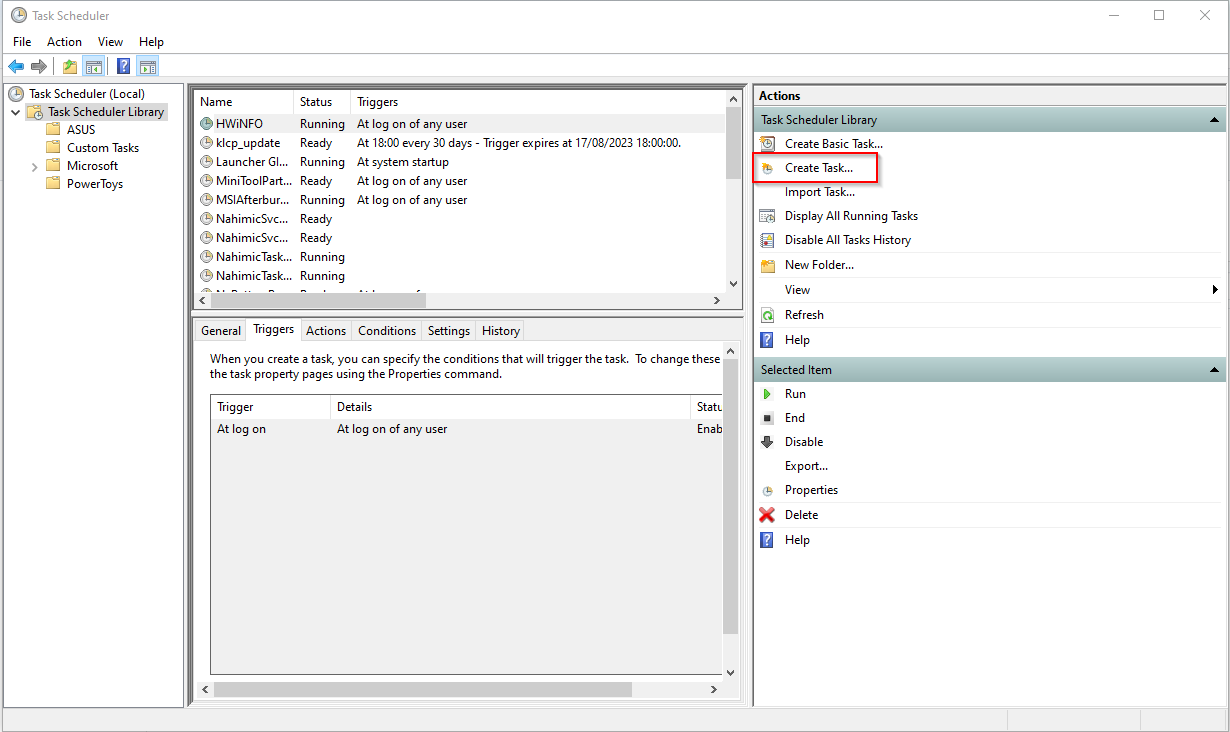 Task Scheduler
File Action View Help
Task Scheduler (Local)
Task Scheduler Library
ASUS
Custom Tasks
Microsoft
PowerToys
Name Status Triggers
HWiNFO Running At log on of any user
klcp_update Ready At 18:00 every 30 days - Trigger expires at 17/08/2023 18:00:00.
Launcher Gl... Running At system startup
MiniToolPart... Ready At log on of any user
MSIAfterbur... Running At log on of any user
NahimicSvc... Ready
NahimicSvc... Ready
NahimicTask... Running
NahimicTask... Running
General Triggers Actions Conditions Settings History
When you create a task, you can specify the conditions that will trigger the task. To change these
the task property pages using the Properties command.
Trigger Details Statu
At log on At log on of any user Enab
Actions
Task Scheduler Library
Create Basic Task...
Create Task...
Import Task...
Display All Running Tasks
Disable All Tasks History
New Folder...
View
Refresh
Help
Selected Item
Run
End
Disable
Export...
Properties
Delete
Help